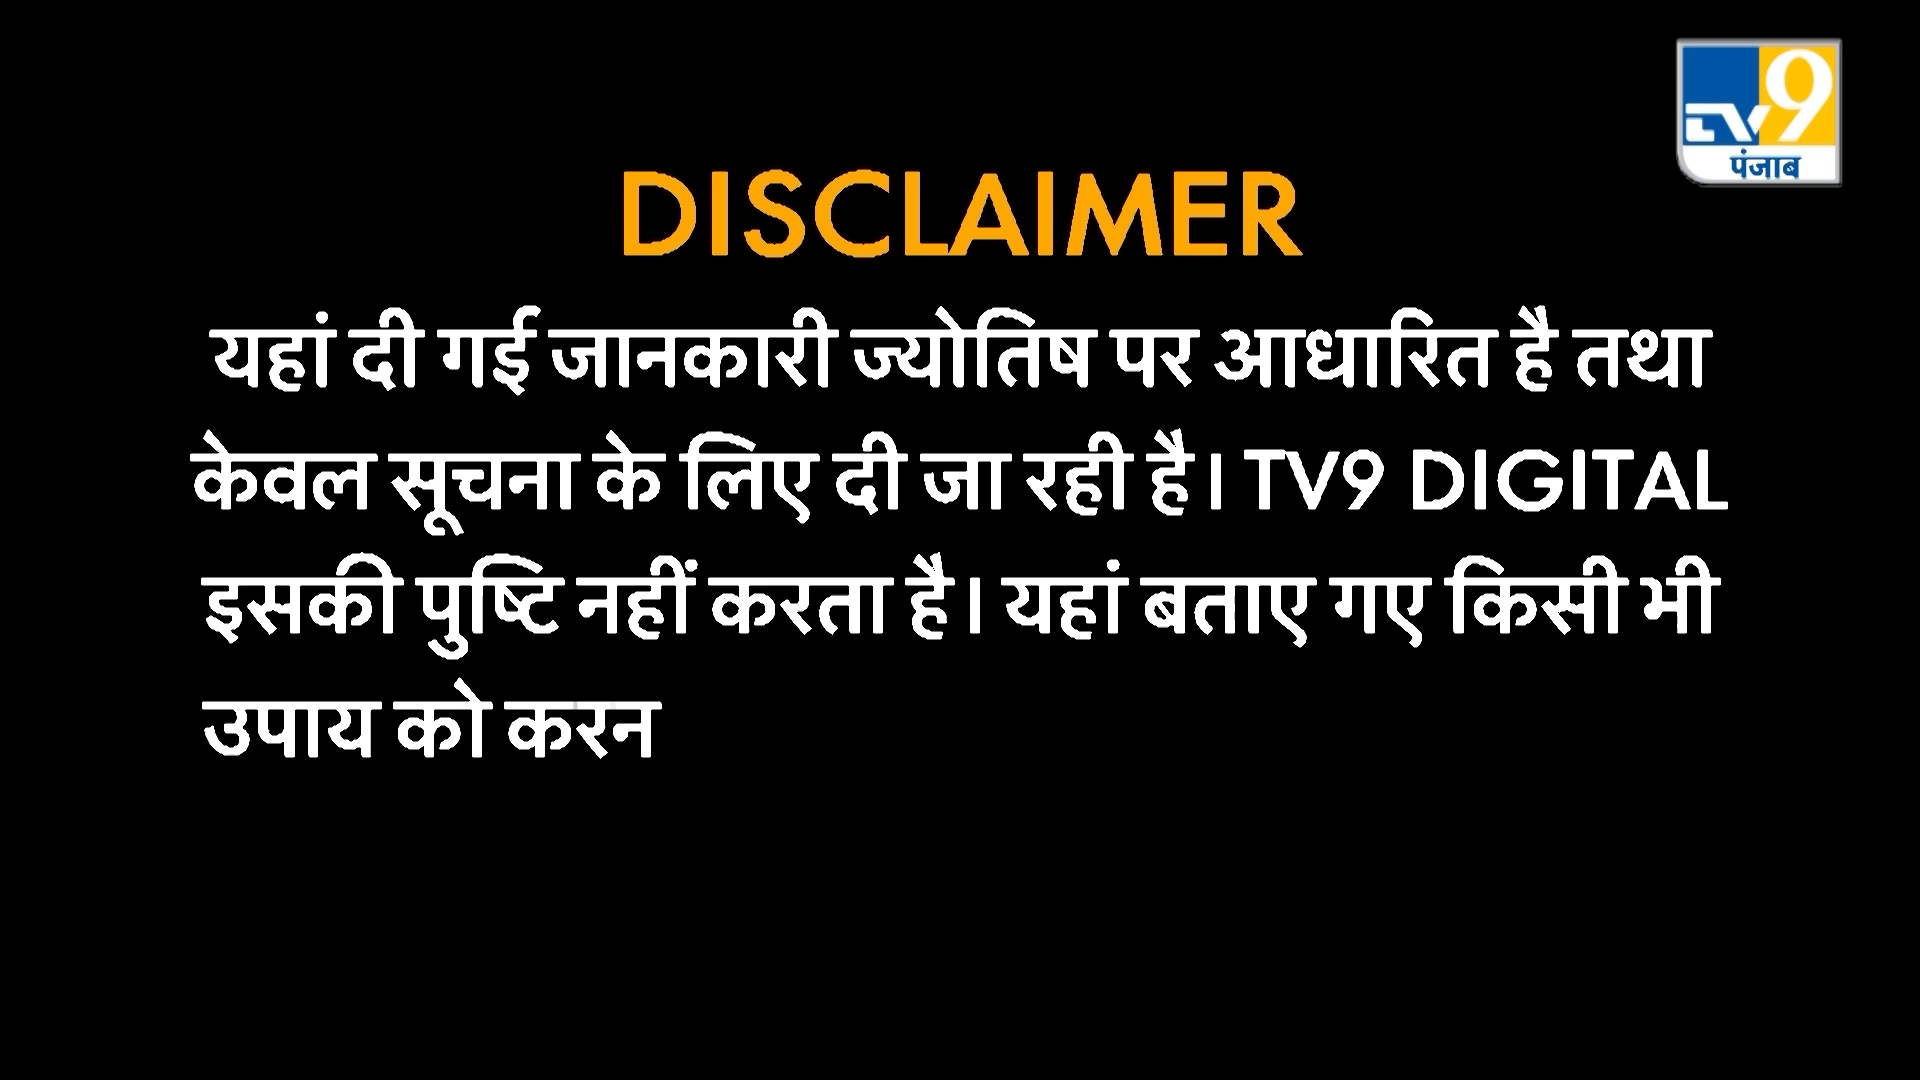 TV9
पंजाब
DISCLAIMER
यहां दी गई जानकारी ज्योतिष पर आधारित है तथा
केवल सूचना के लिए दी जा रही है। TV9 DIGITAL
इसकी पुष्टि नहीं करता है। यहां बताए गए किसी भी
उपाय को करन